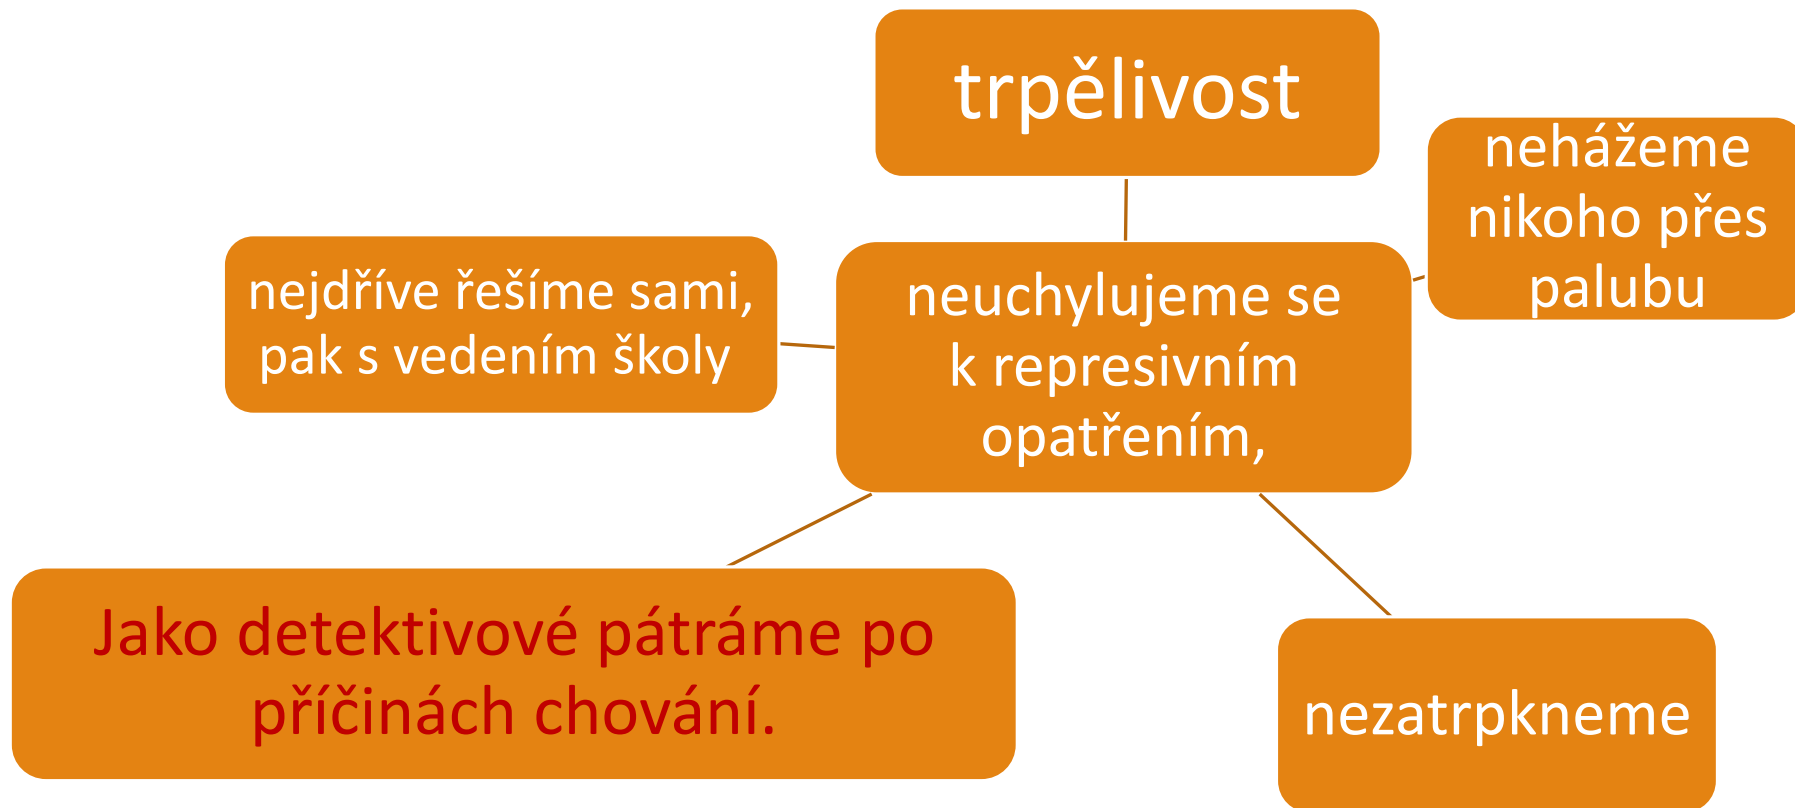 trpělivost
neházeme
nikoho přes
palubu
nejdříve řešíme sami,
pak s vedením školy
neuchylujeme se
k represivním
opatřením,
Jako detektivové pátráme po
příčinách chování.
nezatrpkneme